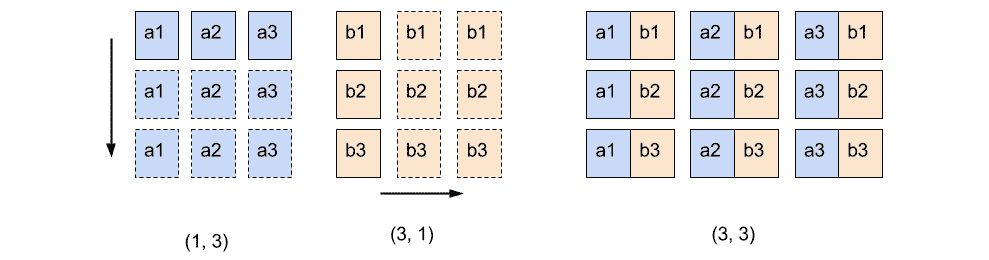 a1 a2 a3 b1 b1 b1 a1 b1 a2 b1 a3 b1
a1 a2 a3 b2 b2 b2 a1 b2 a2 b2 a3 b2
a1 a2 a3 b3 b3 b3 a1 b3 a2 b3 a3 b3
(1, 3) (3, 1) (3, 3)